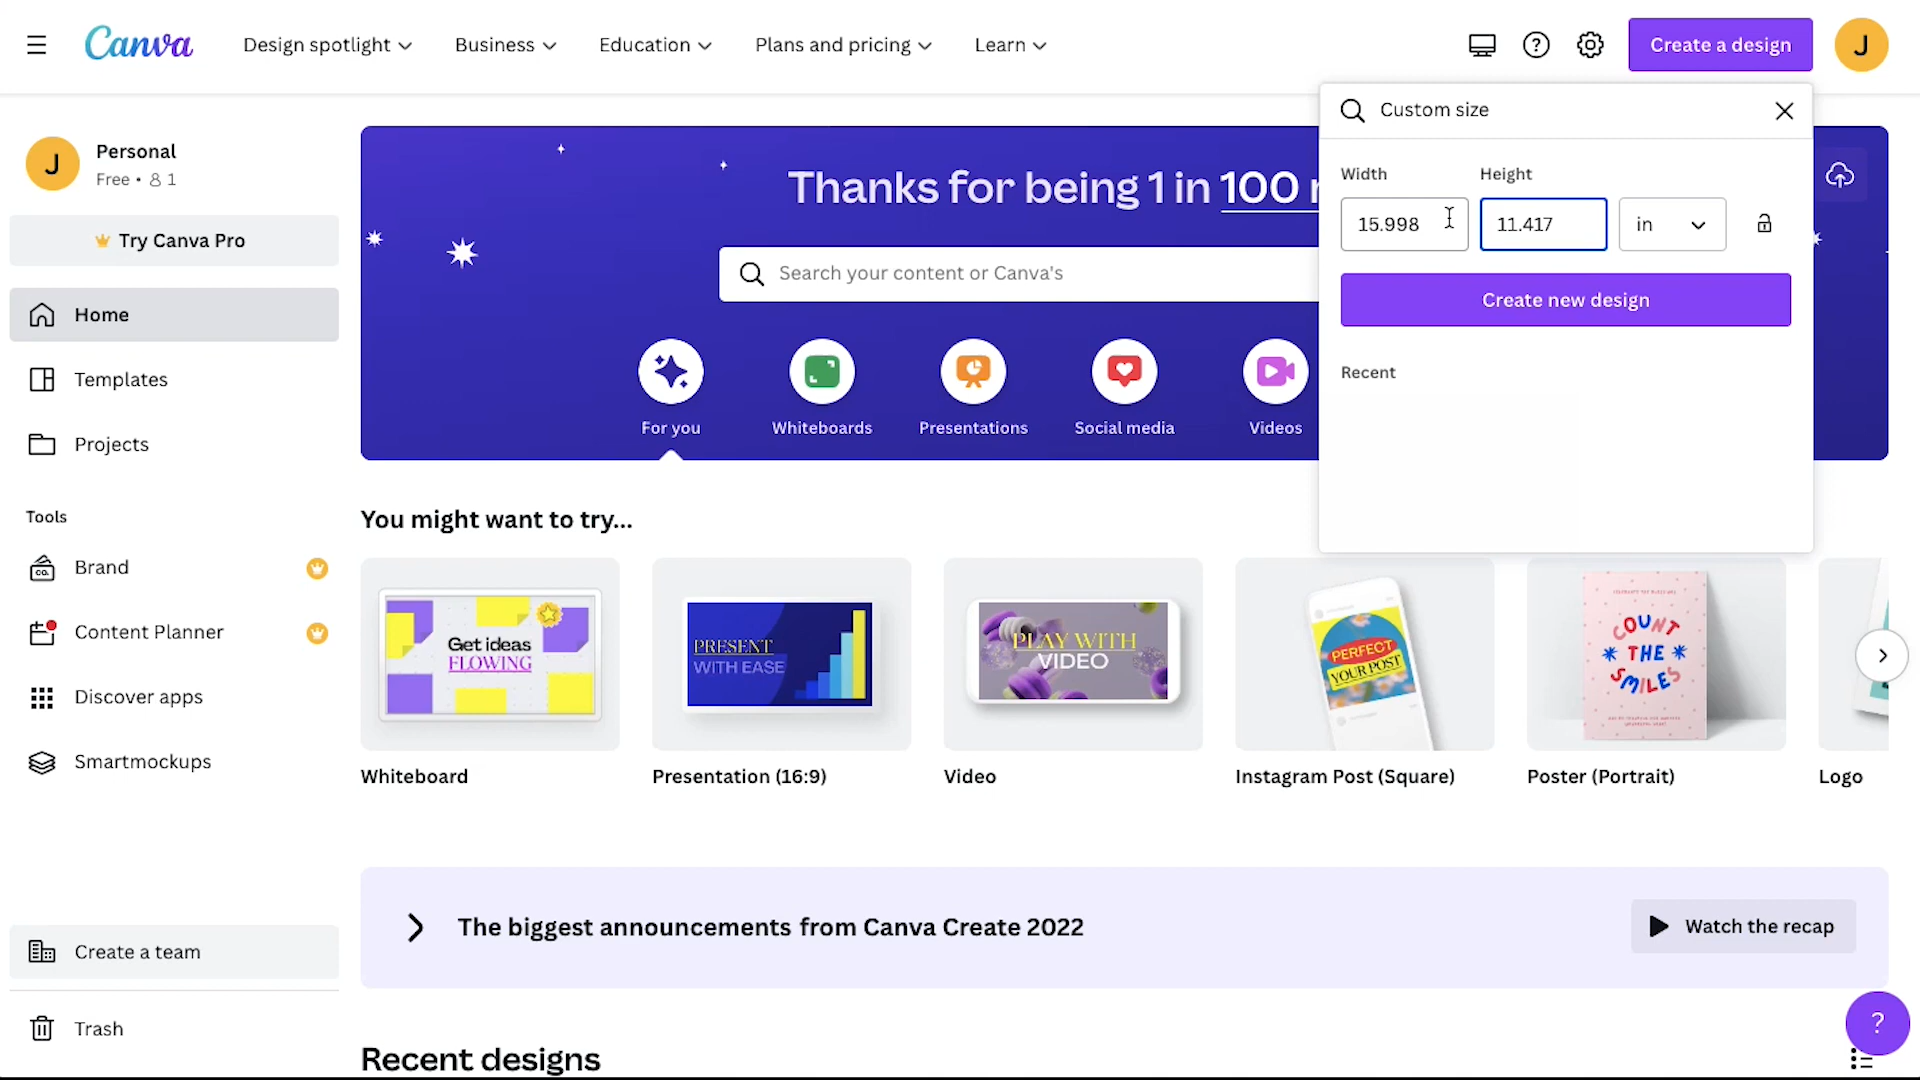 Canva
Design spotlight
Business
Education
Plans and pricing
Learn
Create a design
J
J
Personal
Free • 1
Try Canva Pro
Home
Templates
Projects
Tools
Brand
CO.
Content Planner
Discover apps
Smartmockups
Create a team
Trash
Thanks for being 1 in 100
Search your content or Canva's
For you
Whiteboards
Presentations
Social media
Videos
Custom size
Width
Height
15.998
11.417
in
Create new design
Recent
You might want to try...
Get ideas
FLOWING
PRESENT
WITH EASE
PLAY WITH
VIDEO
PERFECT
YOUR POST
COUNT
THE
SMILES
Whiteboard
Presentation (16:9)
Video
Instagram Post (Square)
Poster (Portrait)
Logo
The biggest announcements from Canva Create 2022
Watch the recap
?
Recent designs